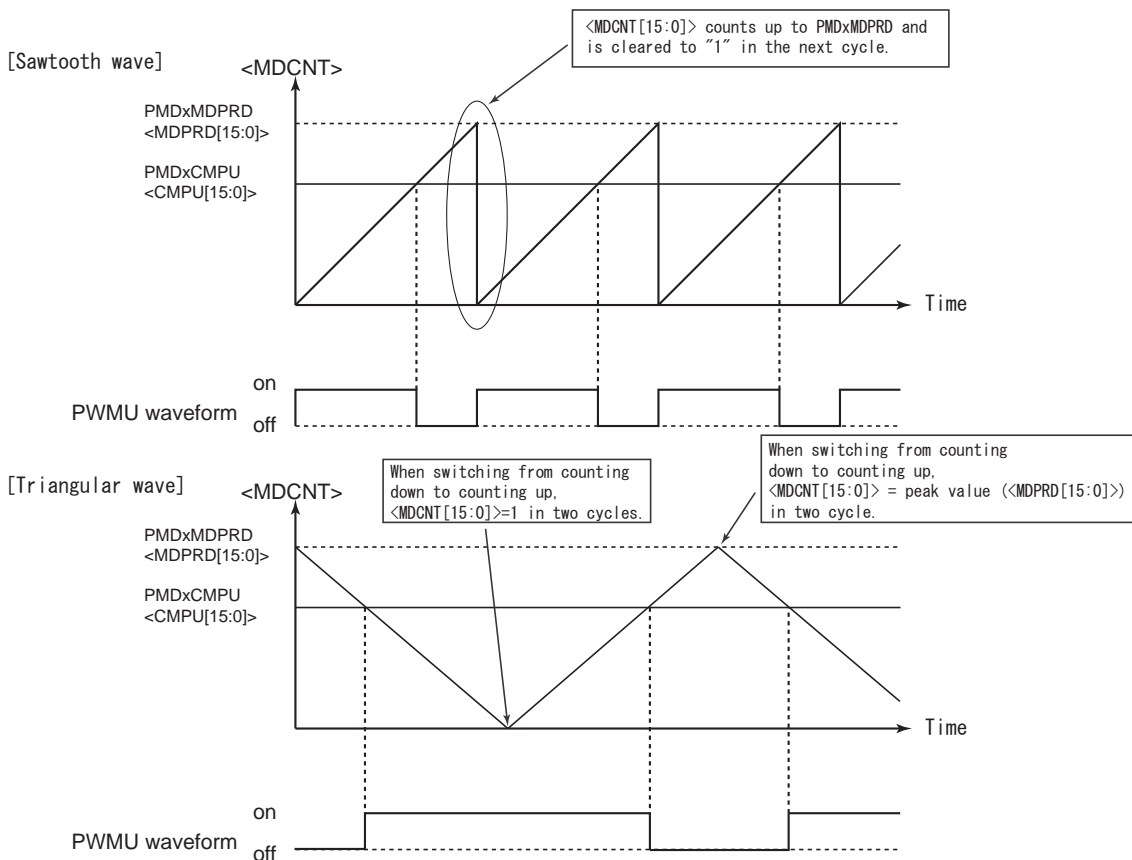 <MDCNT[15:0]> counts up to PMDxMDPRD and
is cleared to "1" in the next cycle.
[Sawtooth wave]
<MDCNT>
PMDxMDPRD
<MDPRD[15:0]>
PMDxCMPU
<CMPU[15:0]>
Time
on
PWMU waveform
off
When switching from counting
down to counting up,
<MDCNT[15:0]>=1 in two cycles.
When switching from counting
down to counting up,
<MDCNT[15:0]> = peak value (<MDPRD[15:0]>)
in two cycle.
[Triangular wave]
<MDCNT>
PMDxMDPRD
<MDPRD[15:0]>
PMDxCMPU
<CMPU[15:0]>
Time
on
PWMU waveform
off